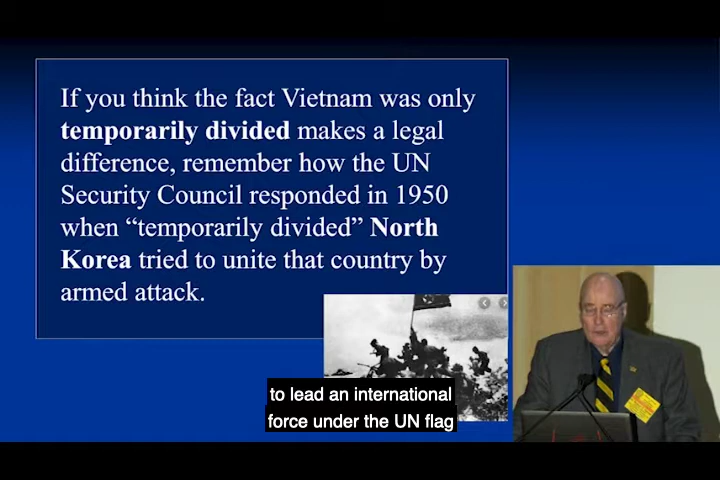 If you think the fact Vietnam was only
temporarily divided makes a legal
difference, remember how the UN
Security Council responded in 1950
when “temporarily divided” North
Korea tried to unite that country by
armed attack.
to lead an international
force under the UN flag